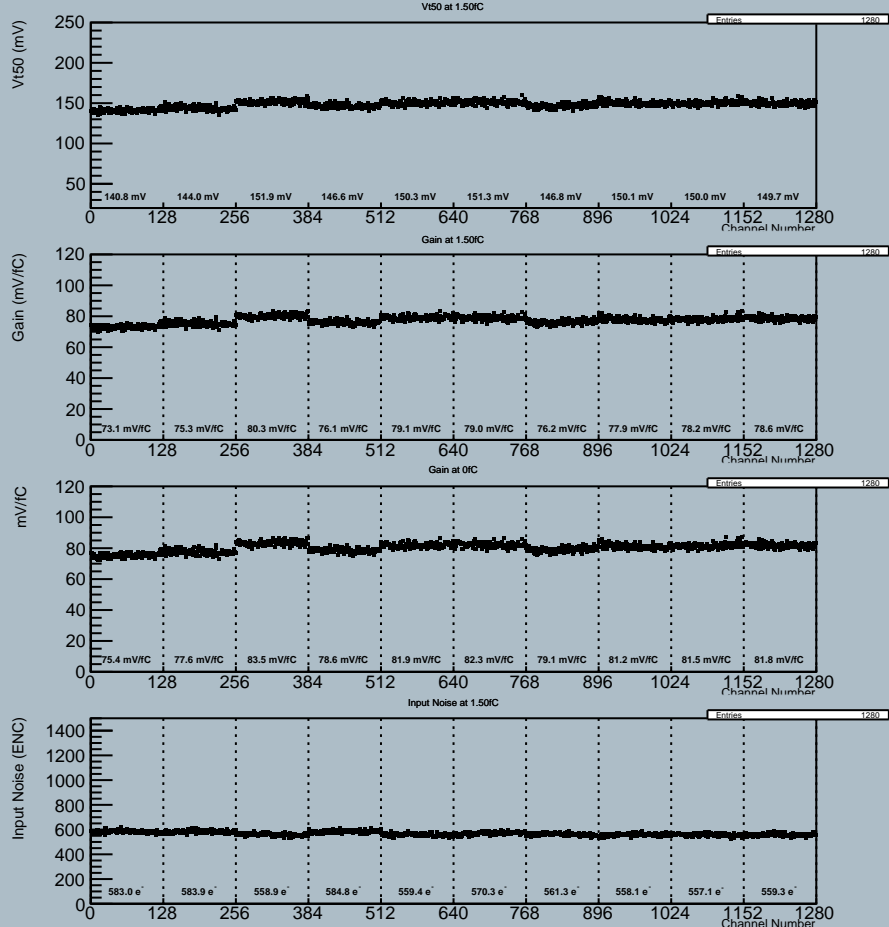 Vt50 at 1.50fC
Entries 1280
Vt50 (mV)
250
200
150
100
50
140.8 mV 144.0 mV 151.9 mV 146.6 mV 150.3 mV 151.3 mV 146.8 mV 150.1 mV 150.0 mV 149.7 mV
0 128 256 384 512 640 768 896 1024 1152 1280
Channel Number
Gain at 1.50fC
Entries 1280
Gain (mV/fC)
120
100
80
60
40
20
0
73.1 mV/fC 75.3 mV/fC 80.3 mV/fC 76.1 mV/fC 79.1 mV/fC 79.0 mV/fC 76.2 mV/fC 77.9 mV/fC 78.2 mV/fC 78.6 mV/fC
0 128 256 384 512 640 768 896 1024 1152 1280
Channel Number
Gain at 0fC
Entries 1280
mV/fC
120
100
80
60
40
20
0
75.4 mV/fC 77.6 mV/fC 83.5 mV/fC 78.6 mV/fC 81.9 mV/fC 82.3 mV/fC 79.1 mV/fC 81.2 mV/fC 81.5 mV/fC 81.8 mV/fC
0 128 256 384 512 640 768 896 1024 1152 1280
Channel Number
Input Noise at 1.50fC
Entries 1280
Input Noise (ENC)
1400
1200
1000
800
600
400
200
0
583.0 e⁻ 583.9 e⁻ 558.9 e⁻ 584.8 e⁻ 559.4 e⁻ 570.3 e⁻ 561.3 e⁻ 558.1 e⁻ 557.1 e⁻ 559.3 e⁻
0 128 256 384 512 640 768 896 1024 1152 1280
Channel Number